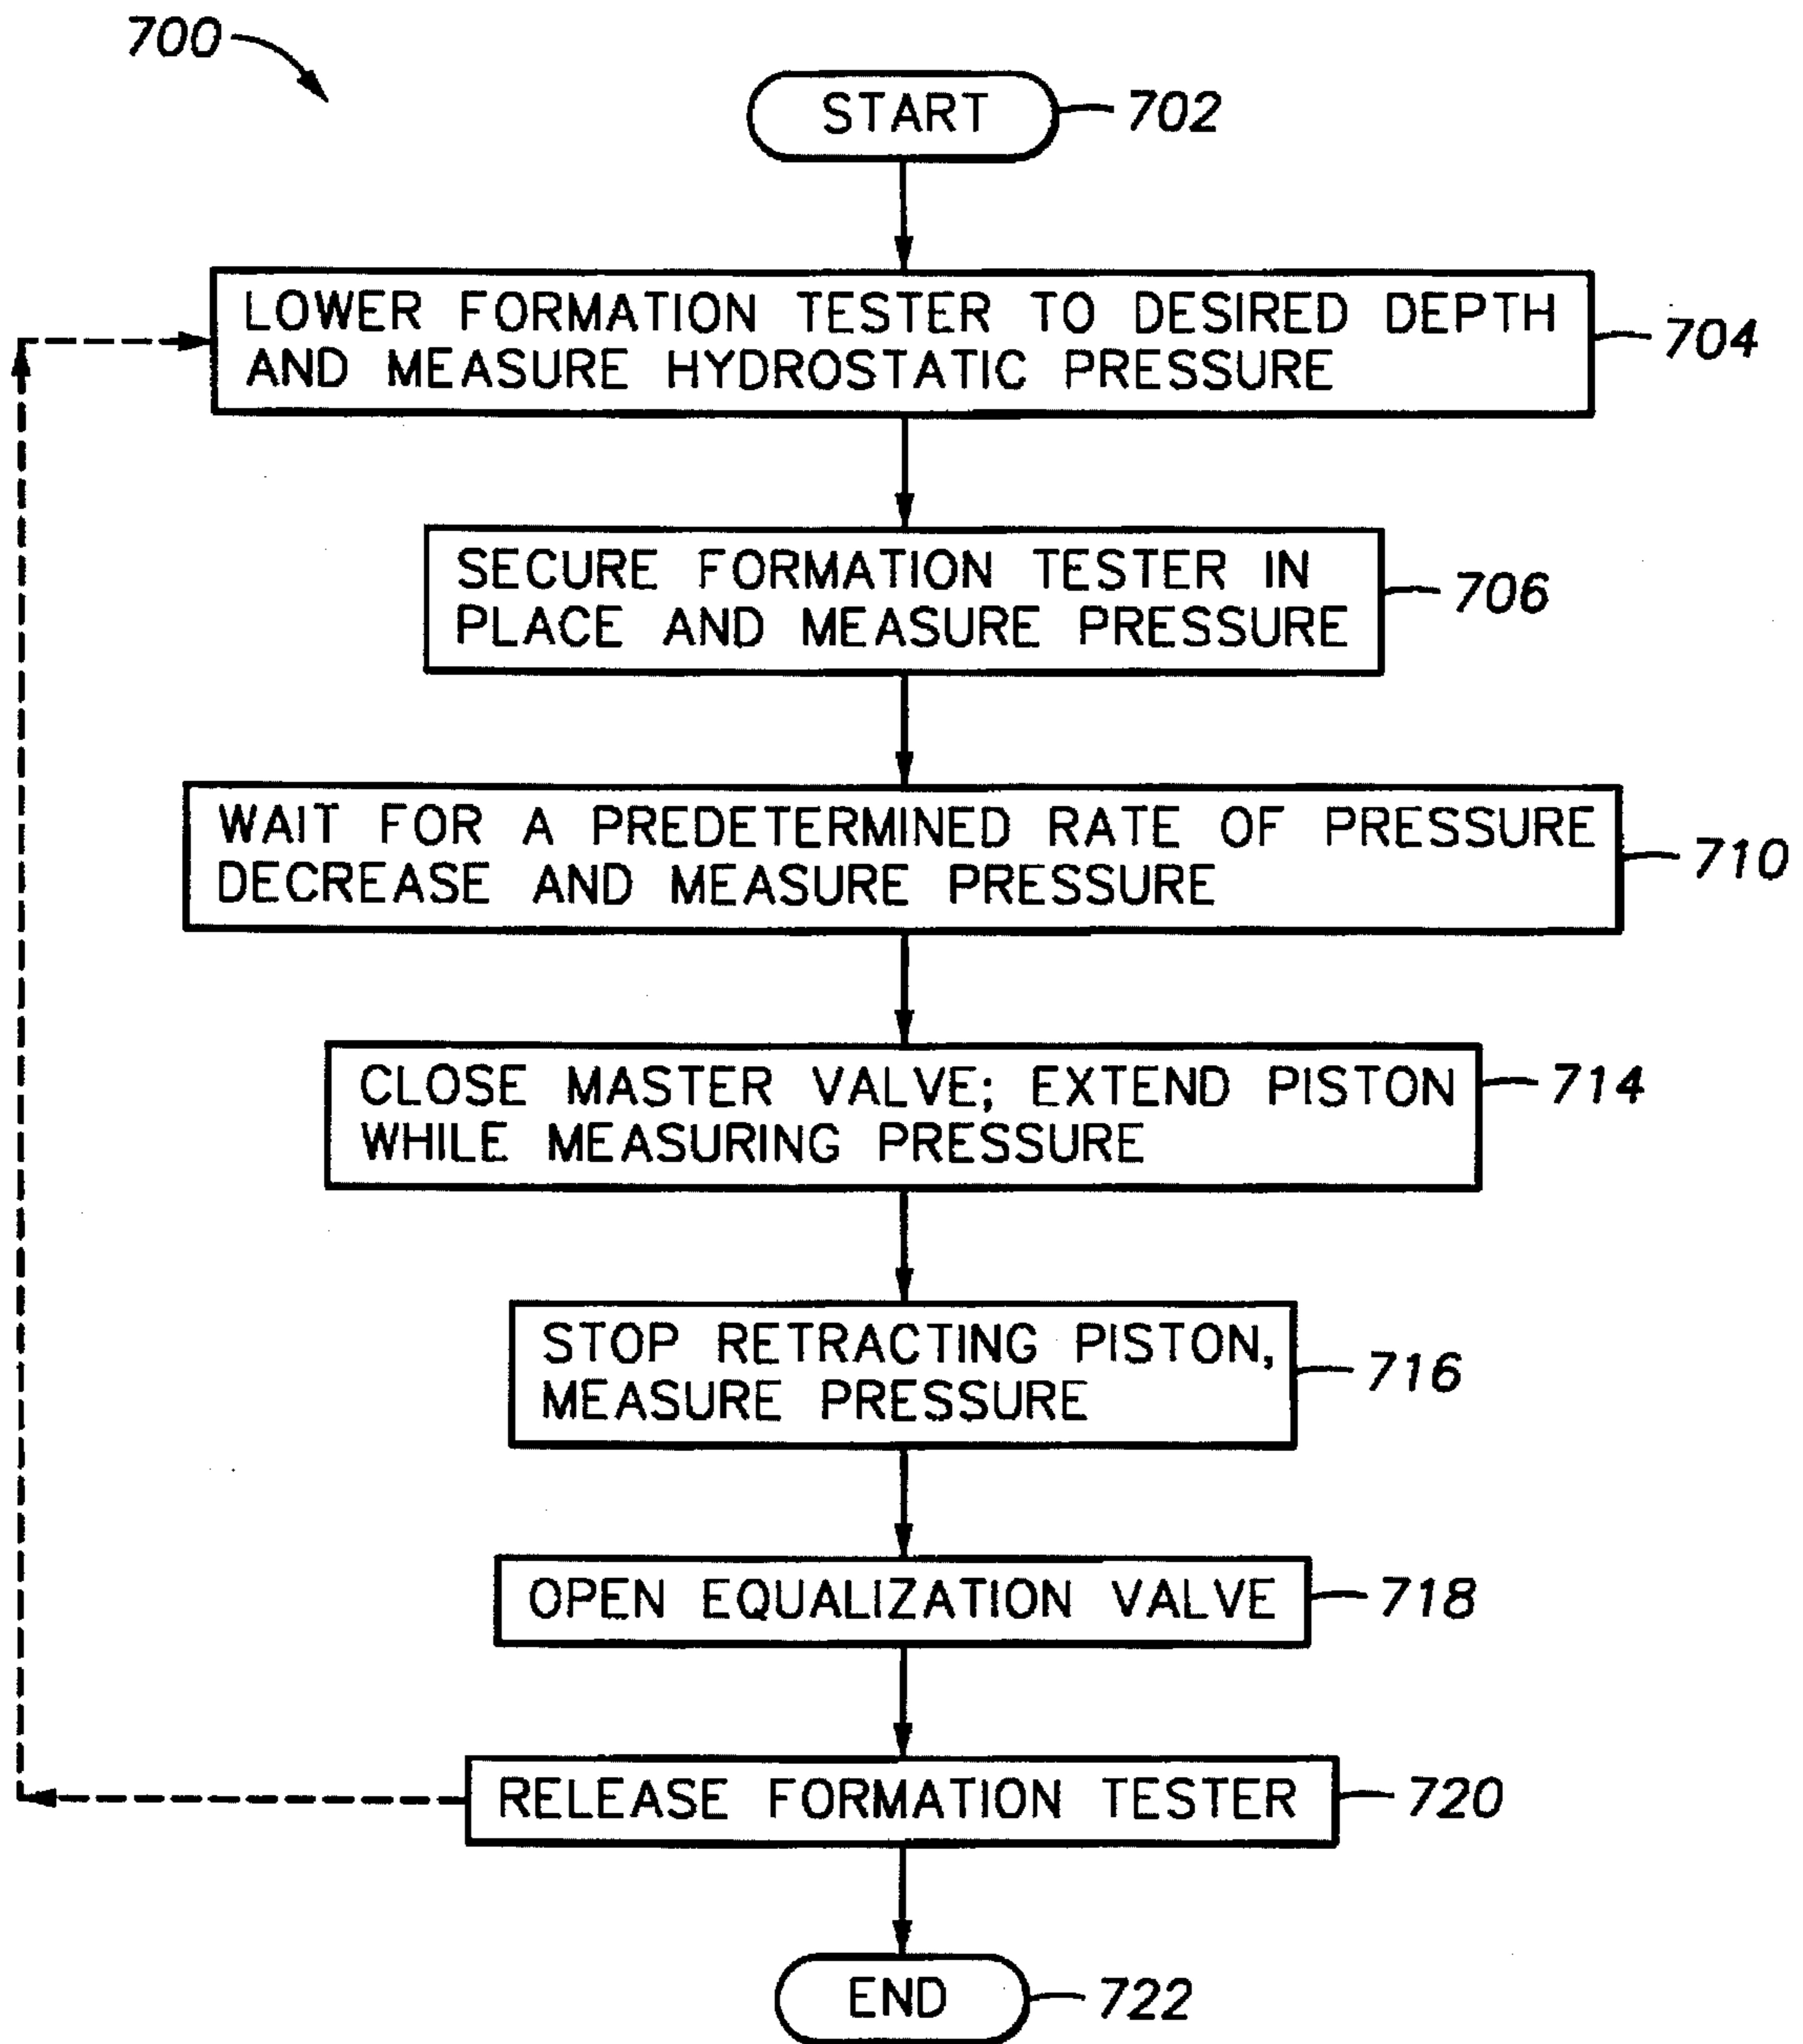 700
START
702
LOWER FORMATION TESTER TO DESIRED DEPTH
AND MEASURE HYDROSTATIC PRESSURE
704
SECURE FORMATION TESTER IN
PLACE AND MEASURE PRESSURE
706
WAIT FOR A PREDETERMINED RATE OF PRESSURE
DECREASE AND MEASURE PRESSURE
710
CLOSE MASTER VALVE; EXTEND PISTON
WHILE MEASURING PRESSURE
714
STOP RETRACTING PISTON,
MEASURE PRESSURE
716
OPEN EQUALIZATION VALVE
718
RELEASE FORMATION TESTER
720
END
722